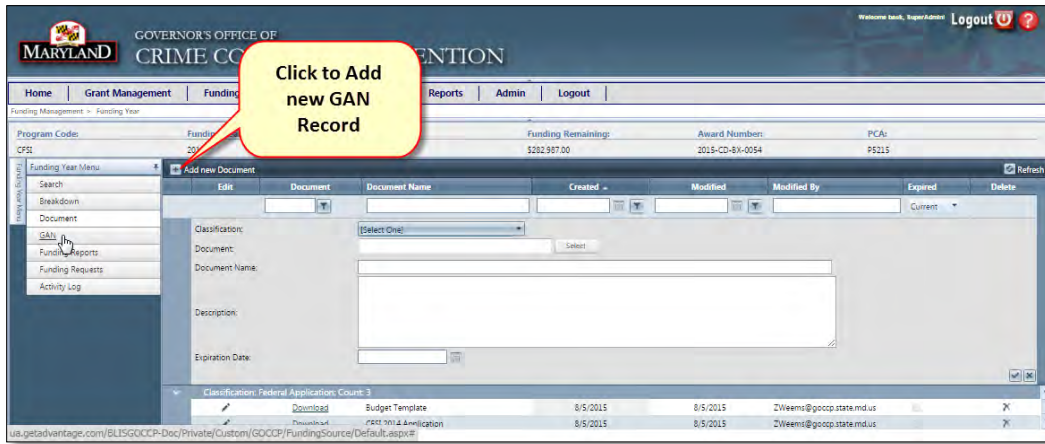 Welcome back, SuperAdmin!
Logout
MARYLAND
GOVERNOR'S OFFICE OF
CRIME CO
ENTION
Click to Add
new GAN
Record
Home Grant Management Funding Reports Admin Logout
Funding Management > Funding Year
Program Code: Funding Funding Remaining: Award Number: PCA:
CFSI 201 $282,987.00 2015-CD-BX-0054 P5215
Funding Year Menu
Funding Year Menu
Add new Document Refresh
Search
Breakdown
Document
GAN
Funding Reports
Funding Requests
Activity Log
Edit Document Document Name Created Modified Modified By Expired Delete
Current
Classification: [Select One]
Document: Select
Document Name:
Description:
Expiration Date:
Classification: Federal Application; Count: 3
Download Budget Template 8/5/2015 8/5/2015 ZWeems@goccp.state.md.us
Download CFSI 2014 Application 8/5/2015 8/5/2015 ZWeems@goccp.state.md.us
ua.getadvantage.com/BLISGOCCP-Doc/Private/Custom/GOCCP/FundingSource/Default.aspx#